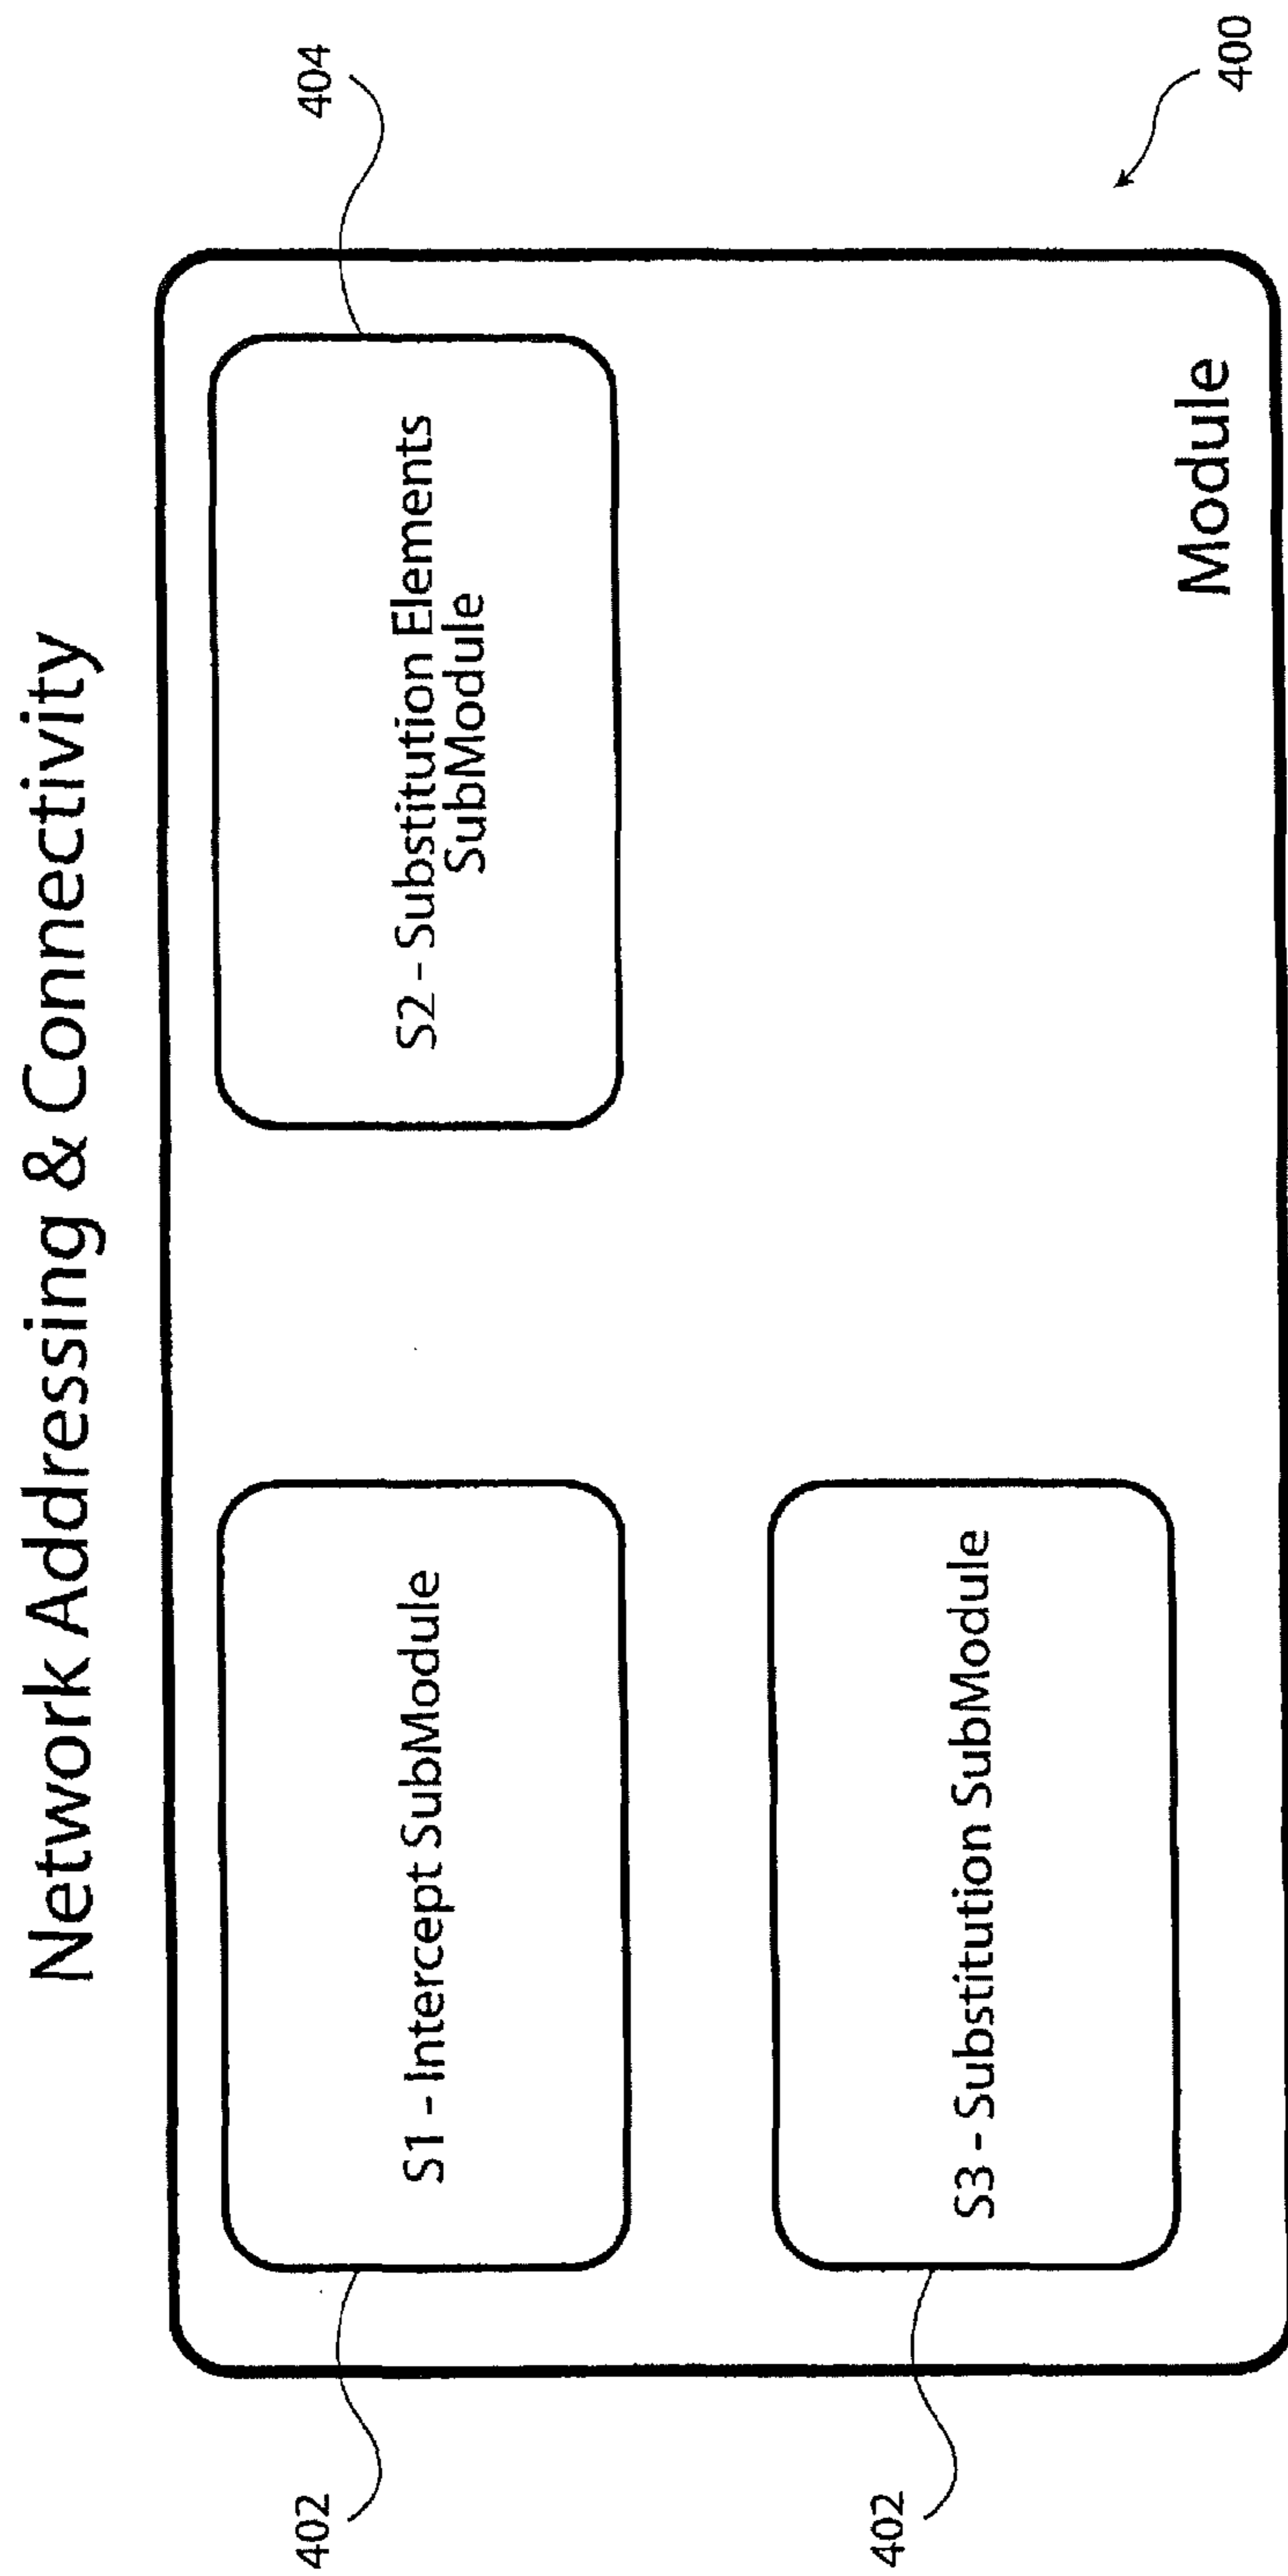 Network Addressing & Connectivity
402
S1 – Intercept SubModule
S2 – Substitution Elements
SubModule
404
402
S3 – Substitution SubModule
Module
400